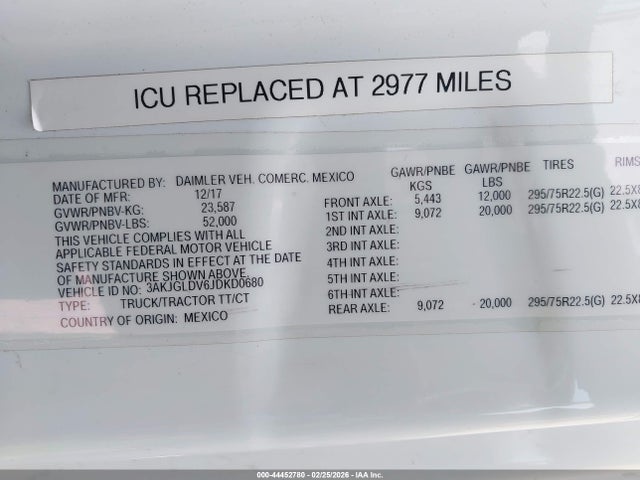 ICU REPLACED AT 2977 MILES
MANUFACTURED BY: DAIMLER VEH. COMERC. MEXICO
DATE OF MFR: 12/17
GVWR/PNBV-KG: 23,587
GVWR/PNBV-LBS: 52,000
THIS VEHICLE COMPLIES WITH ALL
APPLICABLE FEDERAL MOTOR VEHICLE
SAFETY STANDARDS IN EFFECT AT THE DATE
OF MANUFACTURE SHOWN ABOVE.
VEHICLE ID NO: 3AKJGLDV6JDKD0680
TYPE: TRUCK/TRACTOR TT/CT
COUNTRY OF ORIGIN: MEXICO
GAWR/PNBE GAWR/PNBE TIRES RIMS
KGS LBS
FRONT AXLE: 5,443 12,000 295/75R22.5(G) 22.5X8
1ST INT AXLE: 9,072 20,000 295/75R22.5(G) 22.5X8
2ND INT AXLE:
3RD INT AXLE:
4TH INT AXLE:
5TH INT AXLE:
6TH INT AXLE:
REAR AXLE: 9,072 20,000 295/75R22.5(G) 22.5X8
000-44452780 - 02/25/2026 - IAA Inc.